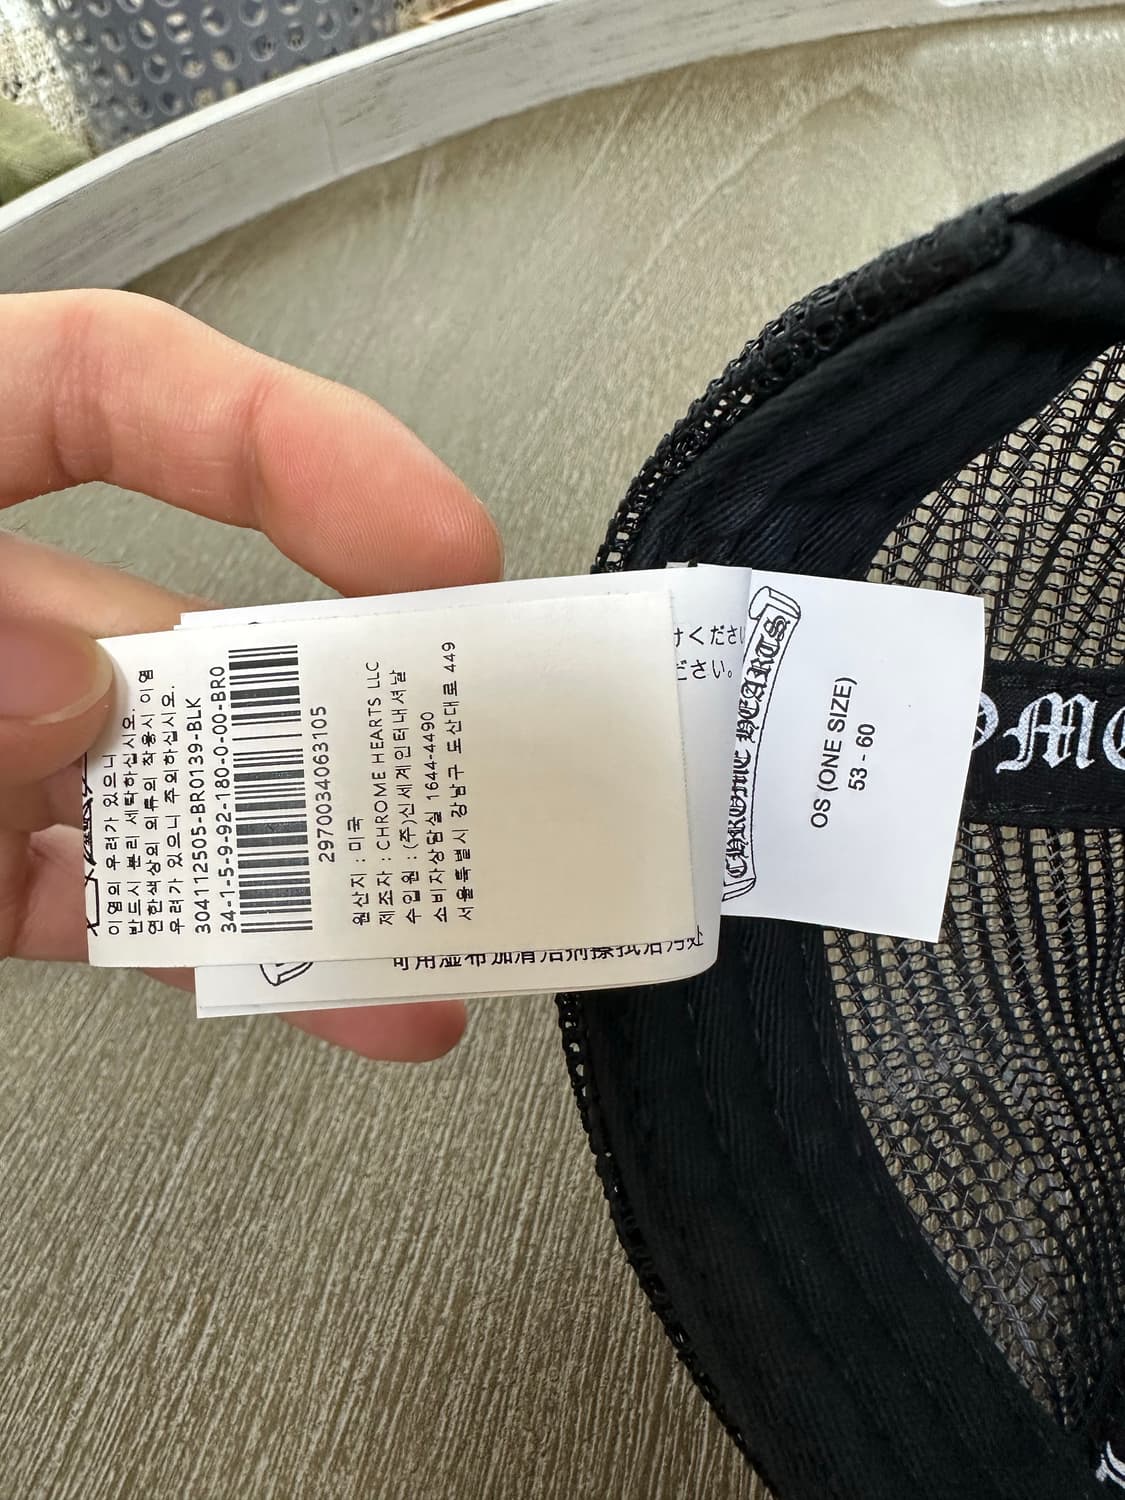 이염의 우려가 있으니
반드시 분리 세탁하십시오.
연한색상의 의류의 착용시 이염
우려가 있으니 주의하십시오.
304112505-BR0139-BLK
34-1-5-9-92-180-0-00-BR0
2970034063105
원산지 : 미국
제조자 : CHROME HEARTS LLC
수입원 : (주)신세계인터내셔날
소비자상담실 1644-4490
서울특별시 강남구 도산대로 449
可用湿布加清洁剂擦拭沾污处
けくださ
ださい。
CHROME HEARTS
OS (ONE SIZE)
53 - 60
OME